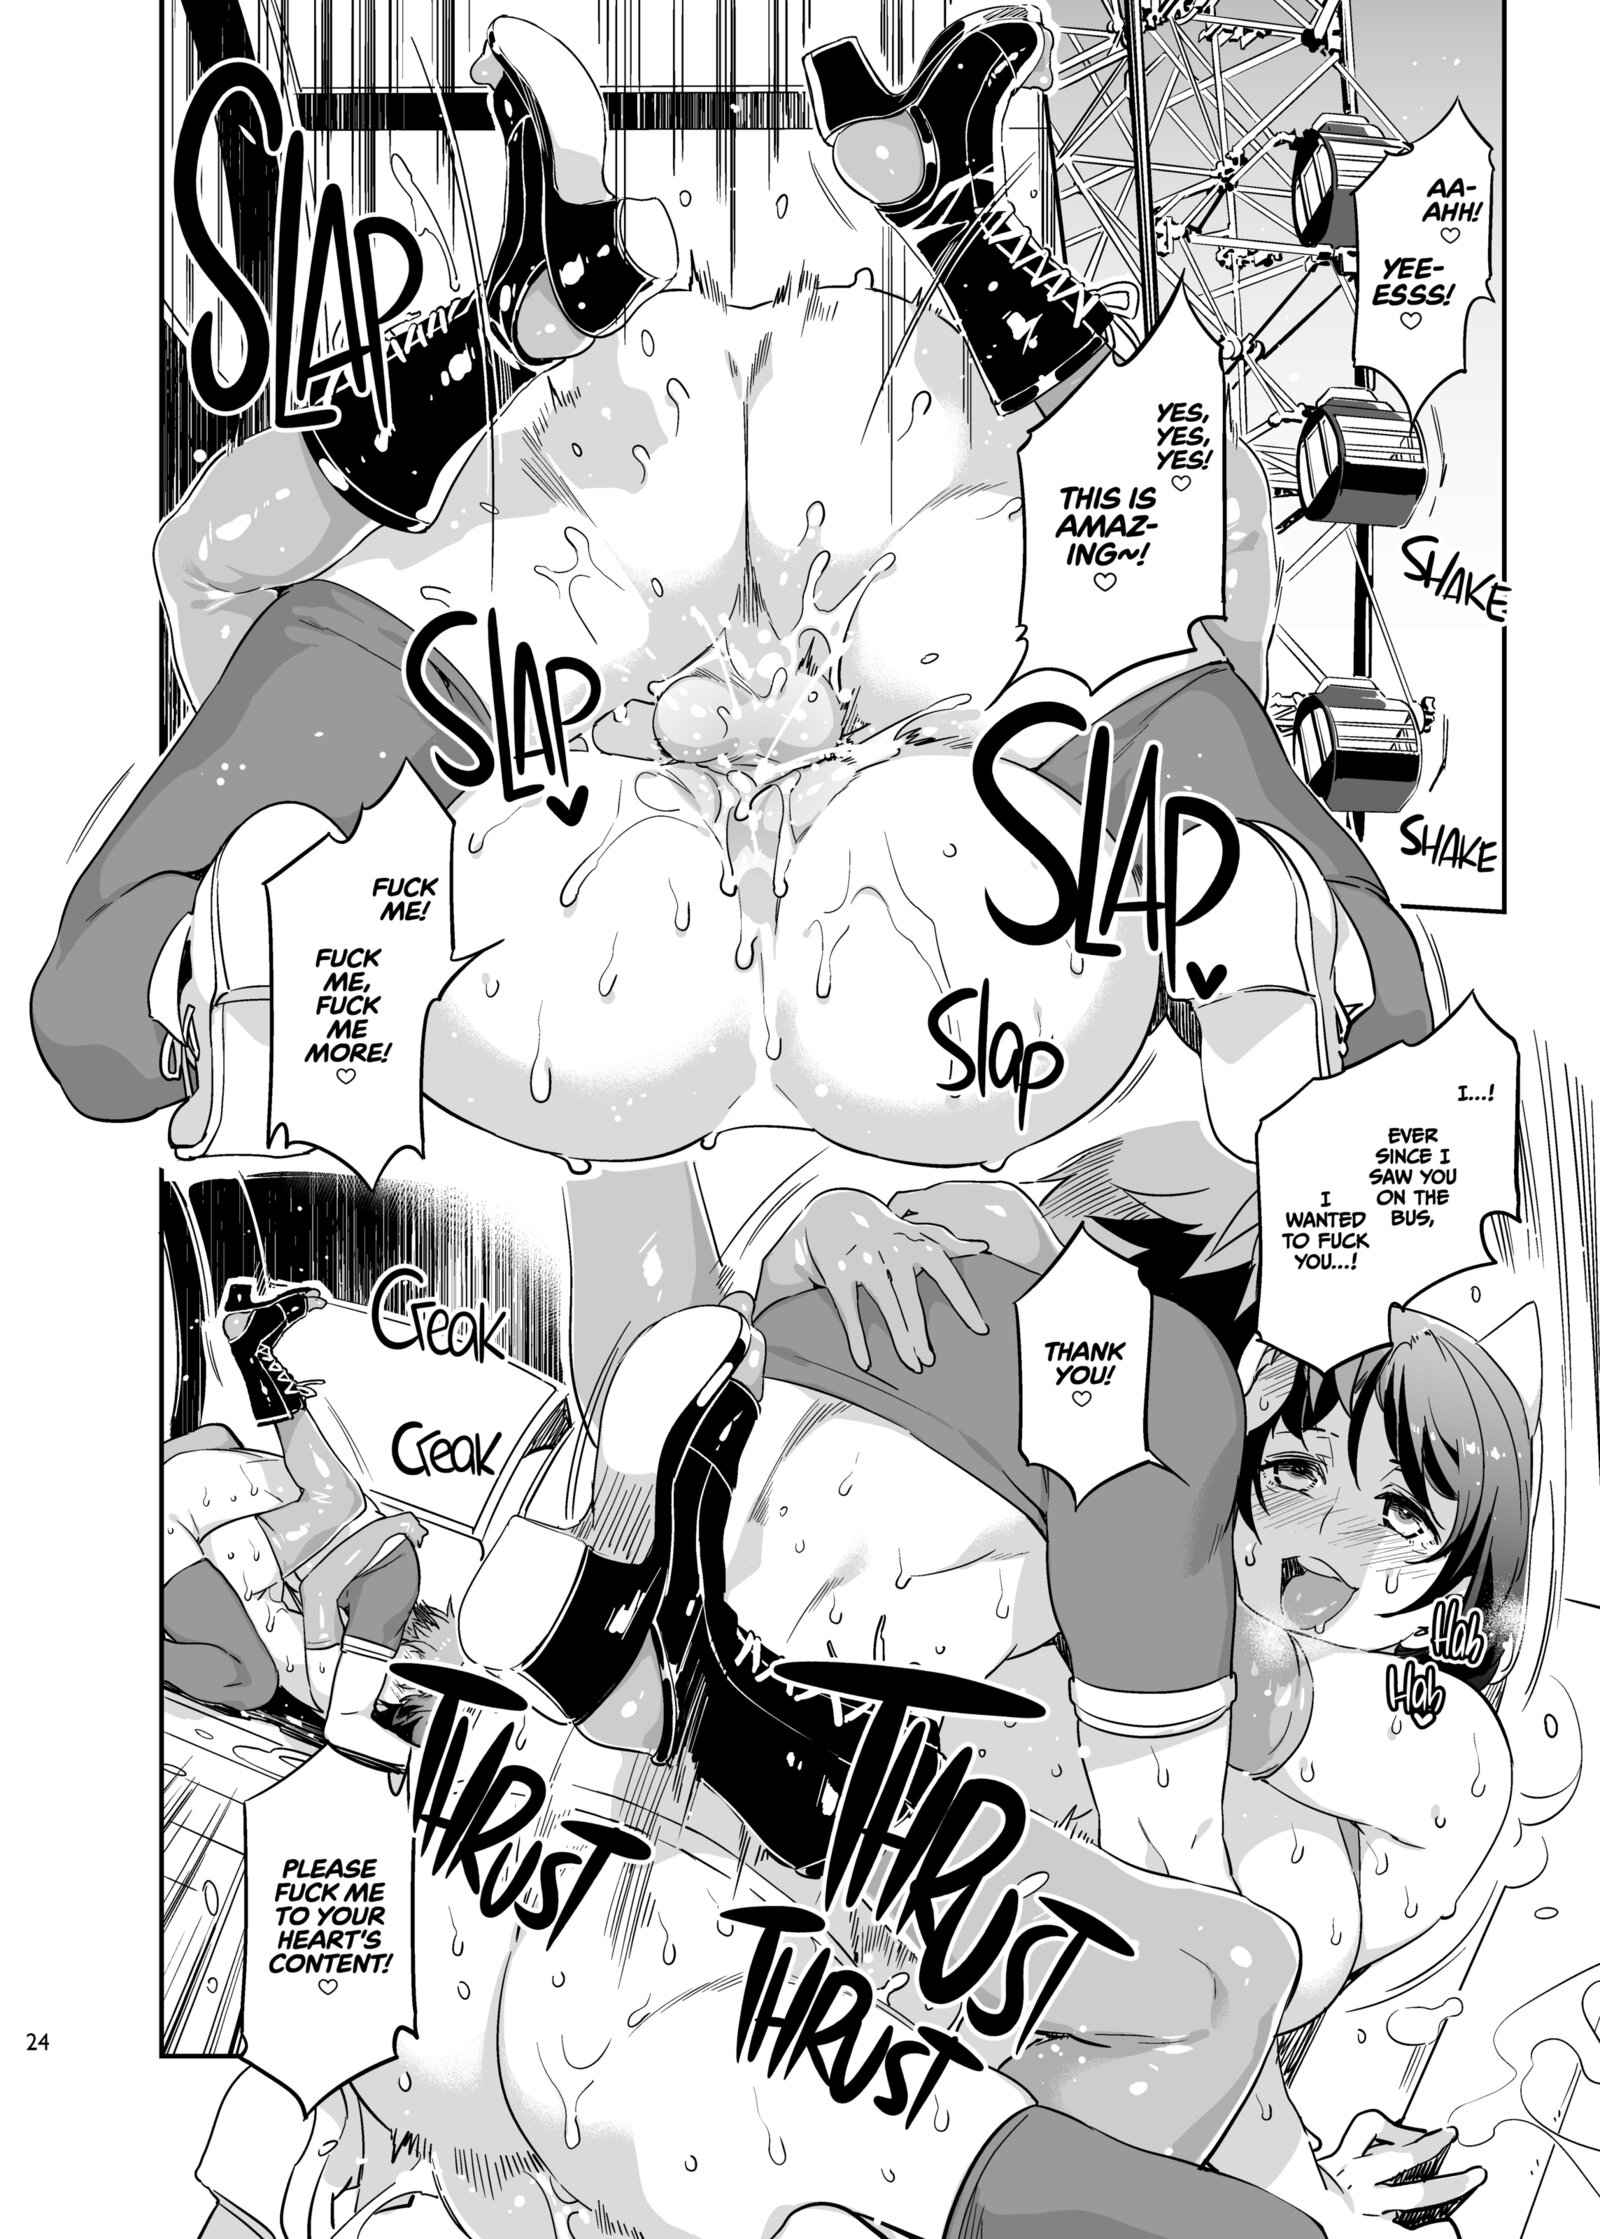 AA-
AHH!
♡
YEE-
ESSS!
♡
SLAP
YES,
YES,
YES!
♡
THIS IS
AMAZ-
ING~!
♡
SHAKE
SHAKE
SLAP
SLAP
Slap
FUCK
ME!
FUCK
ME,
FUCK
ME
MORE!
♡
I...!
EVER
SINCE I
SAW YOU
ON THE
BUS,
I
WANTED
TO FUCK
YOU...!
THANK
YOU!
♡
Creak
Creak
Hah
Hah
THRUST
THRUST
THRUST
PLEASE
FUCK ME
TO YOUR
HEART'S
CONTENT!
♡
24